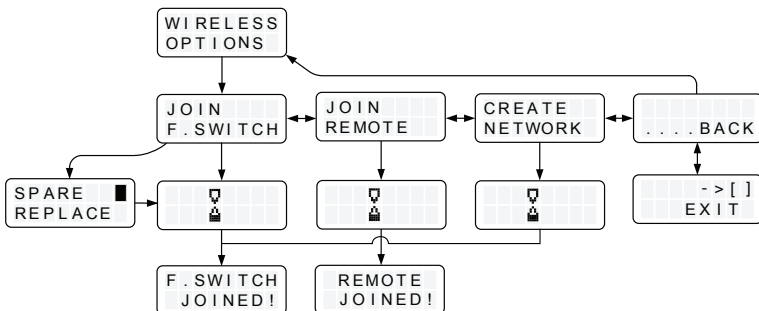 WIRELESS
OPTIONS
JOIN
F.SWITCH
JOIN
REMOTE
CREATE
NETWORK
....BACK
SPARE
REPLACE
->[ ]
EXIT
F.SWITCH
JOINED!
REMOTE
JOINED!